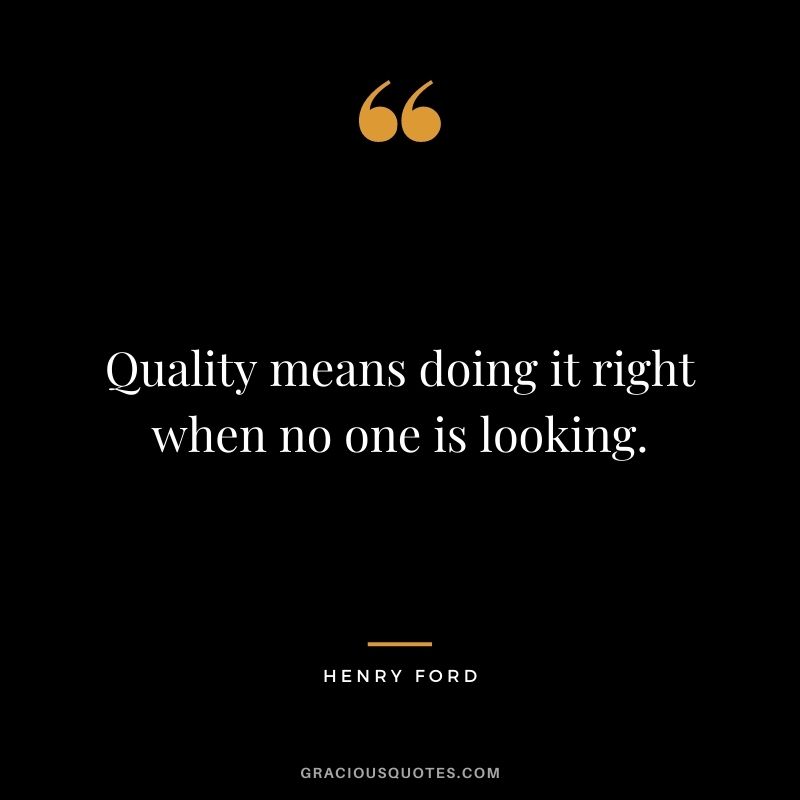 “
Quality means doing it right
when no one is looking.
HENRY FORD
GRACIOUSQUOTES.COM